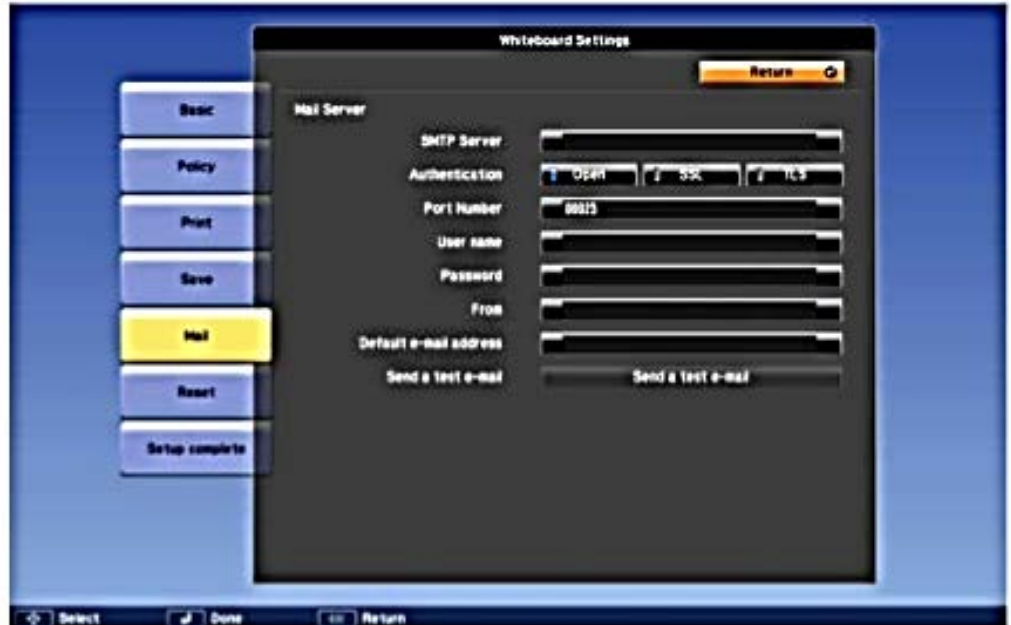 Whiteboard Settings
Return
Basic
Policy
Print
Save
Mail
Reset
Setup complete
Mail Server
SMTP Server
Authentication Open SSL TLS
Port Number
User name
Password
From
Default e-mail address
Send a test e-mail Send a test e-mail
Select Done Return